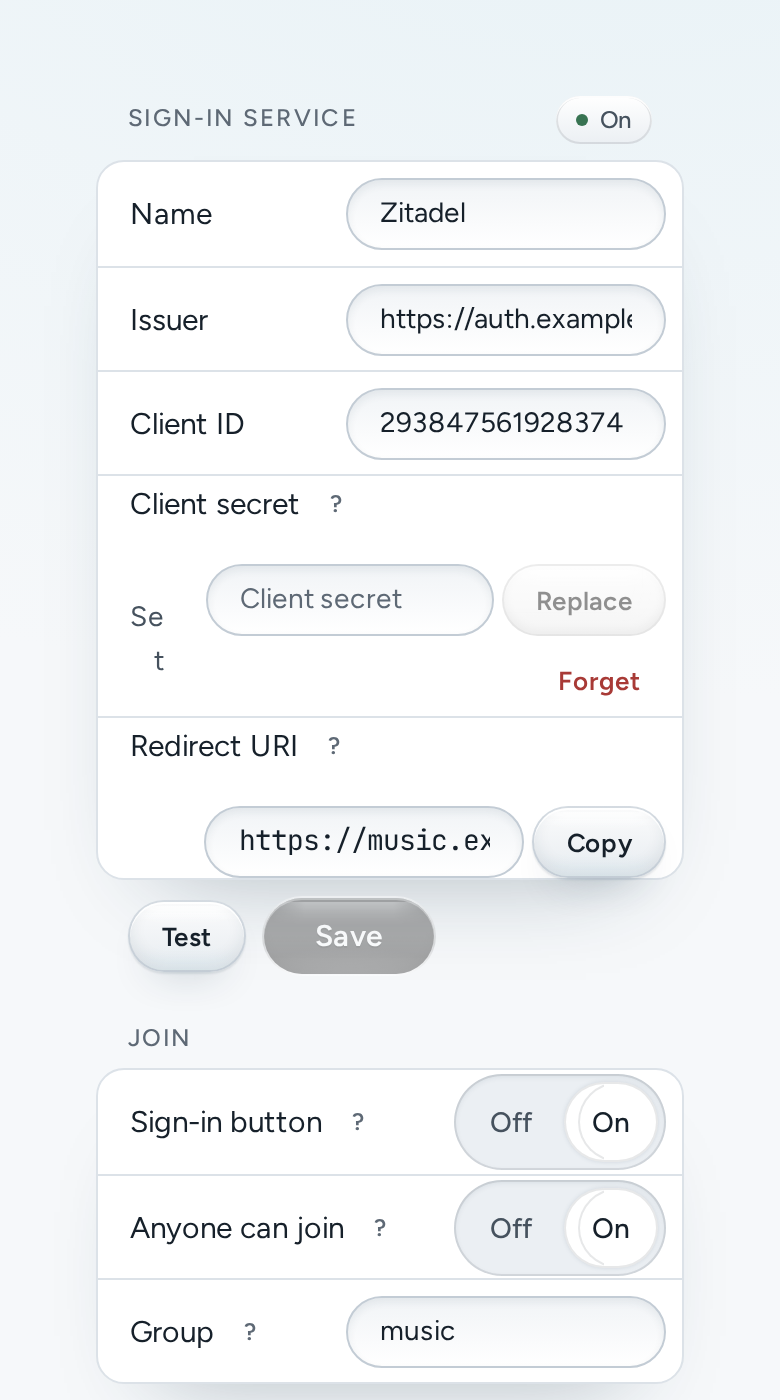 SIGN-IN SERVICE
On
Name
Zitadel
Issuer
https://auth.example
Client ID
293847561928374
Client secret ?
Se
t
Client secret
Replace
Forget
Redirect URI ?
https://music.ex
Copy
Test
Save
JOIN
Sign-in button ?
Off On
Anyone can join ?
Off On
Group ?
music